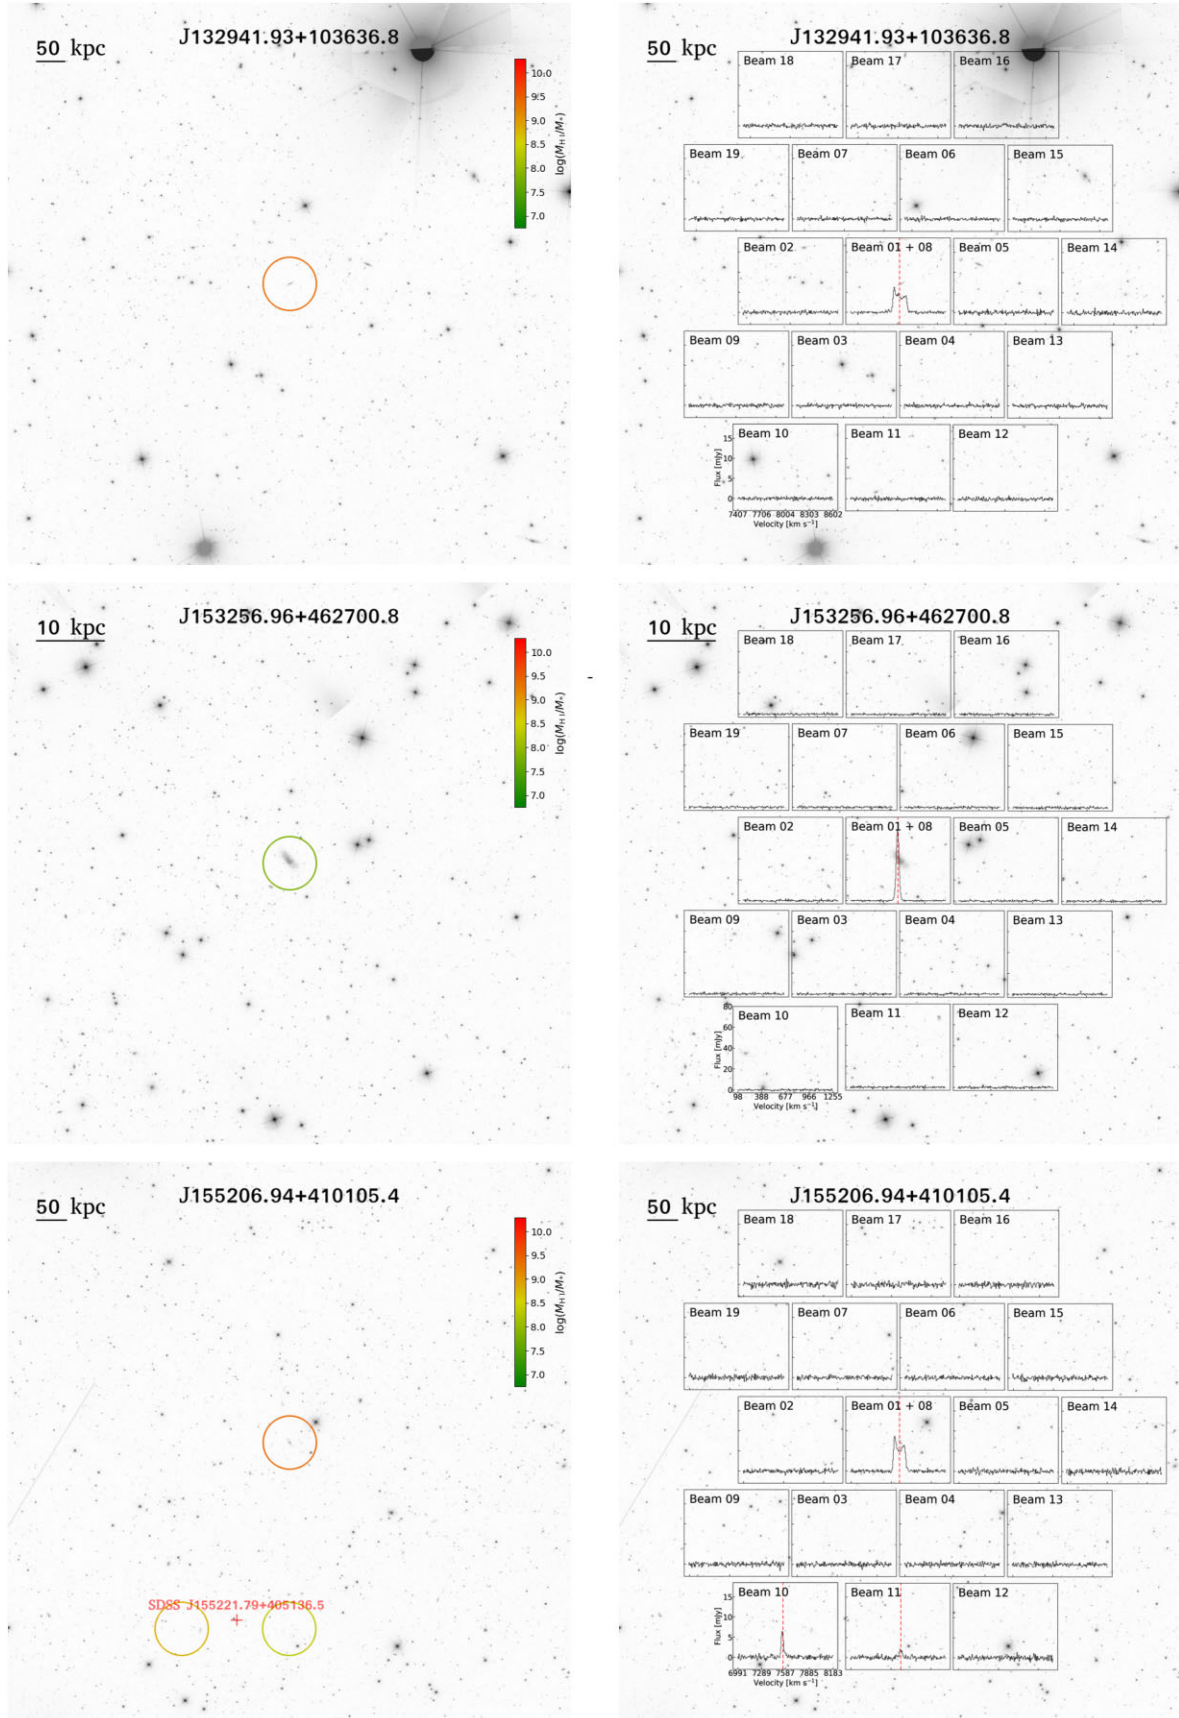 J132941.93+103636.8
50 kpc
10.0
9.5
9.0
8.5
8.0
7.5
7.0
log(M_H I/M_*)
J132941.93+103636.8
50 kpc
Beam 18 Beam 17 Beam 16
Beam 19 Beam 07 Beam 06 Beam 15
Beam 02 Beam 01 + 08 Beam 05 Beam 14
Beam 09 Beam 03 Beam 04 Beam 13
Beam 10 Beam 11 Beam 12
15
10
5
0
Flux [mJy]
7407 7706 8004 8303 8602
Velocity [km s⁻¹]
J153256.96+462700.8
10 kpc
10.0
9.5
9.0
8.5
8.0
7.5
7.0
log(M_H I/M_*)
-
J153256.96+462700.8
10 kpc
Beam 18 Beam 17 Beam 16
Beam 19 Beam 07 Beam 06 Beam 15
Beam 02 Beam 01 + 08 Beam 05 Beam 14
Beam 09 Beam 03 Beam 04 Beam 13
Beam 10 Beam 11 Beam 12
80
60
40
20
0
Flux [mJy]
98 388 677 966 1255
Velocity [km s⁻¹]
J155206.94+410105.4
50 kpc
10.0
9.5
9.0
8.5
8.0
7.5
7.0
log(M_H I/M_*)
SDSS J155221.79+405136.5
J155206.94+410105.4
50 kpc
Beam 18 Beam 17 Beam 16
Beam 19 Beam 07 Beam 06 Beam 15
Beam 02 Beam 01 + 08 Beam 05 Beam 14
Beam 09 Beam 03 Beam 04 Beam 13
Beam 10 Beam 11 Beam 12
15
10
5
0
Flux [mJy]
6991 7289 7587 7885 8183
Velocity [km s⁻¹]